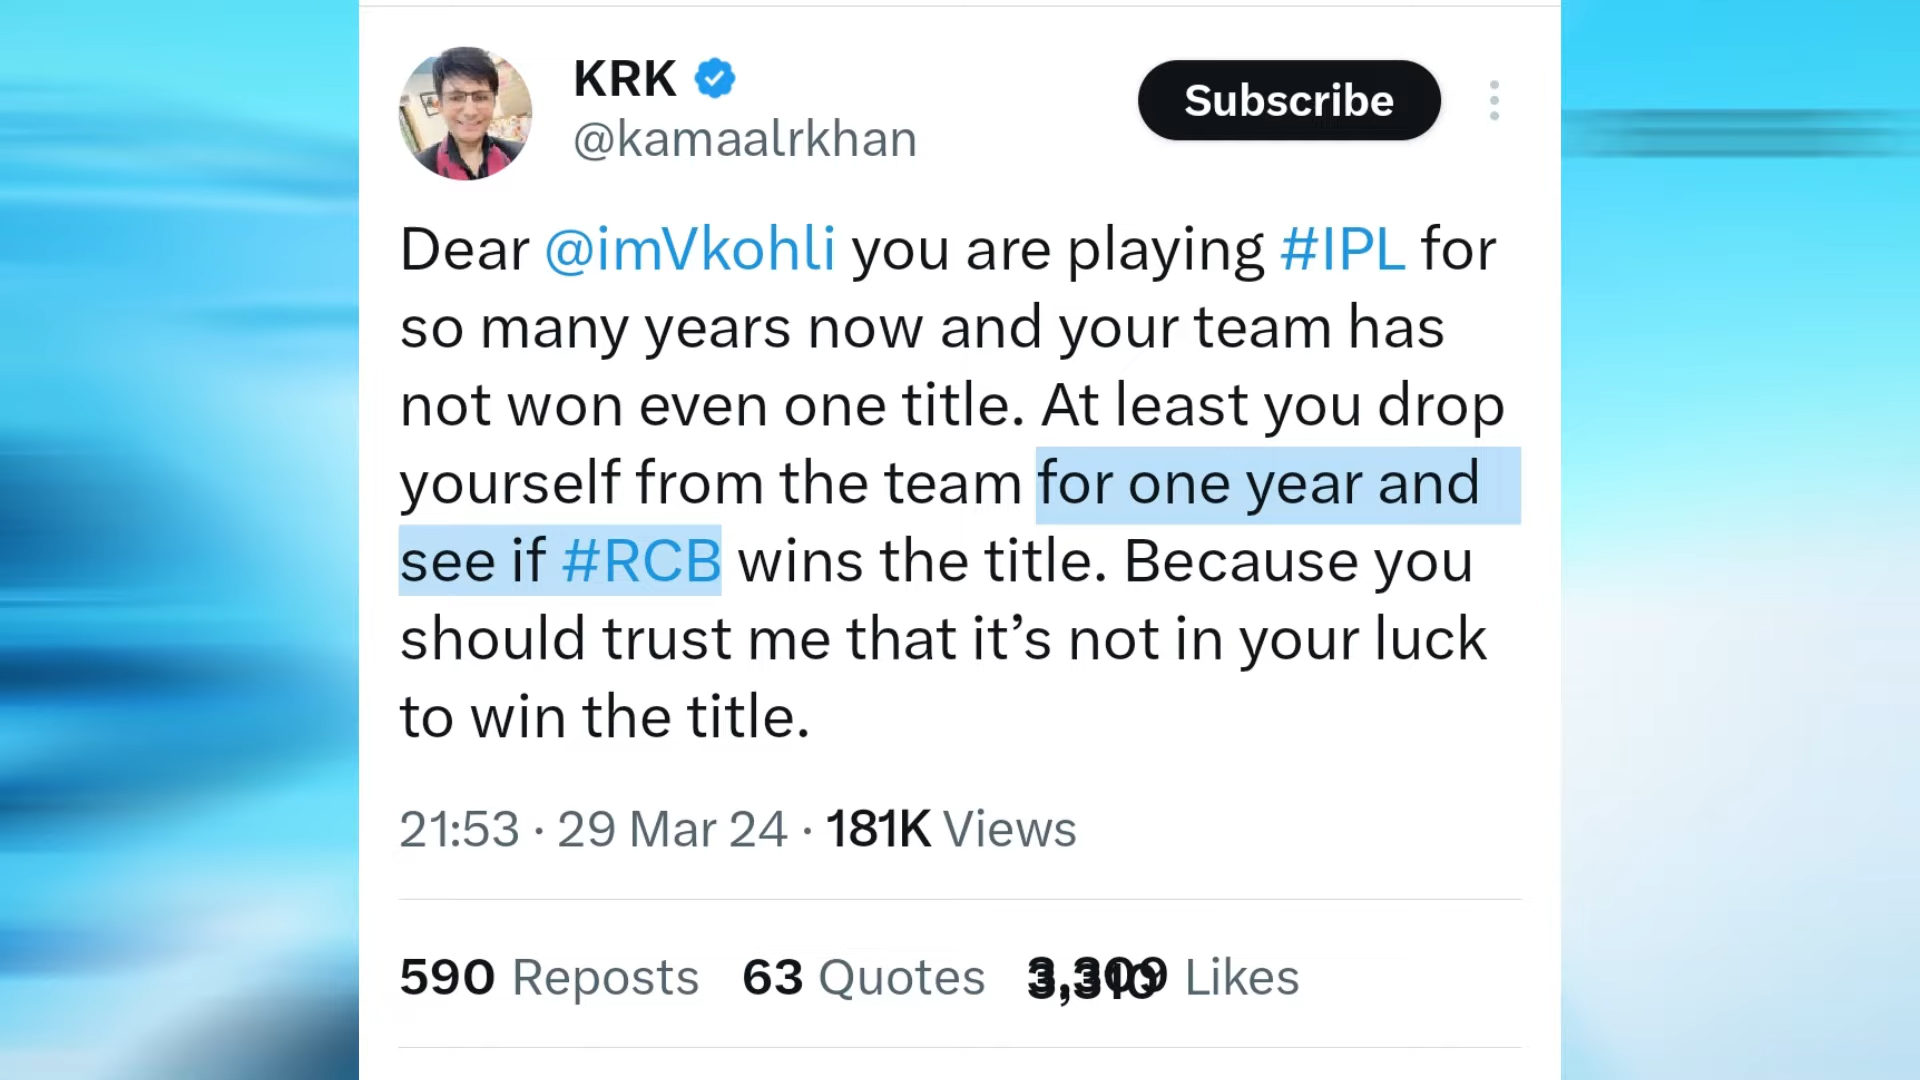 KRK
@kamaalrkhan
Subscribe
Dear @imVkohli you are playing #IPL for
so many years now and your team has
not won even one title. At least you drop
yourself from the team for one year and
see if #RCB wins the title. Because you
should trust me that it’s not in your luck
to win the title.
21:53 · 29 Mar 24 · 181K Views
590 Reposts 63 Quotes Likes